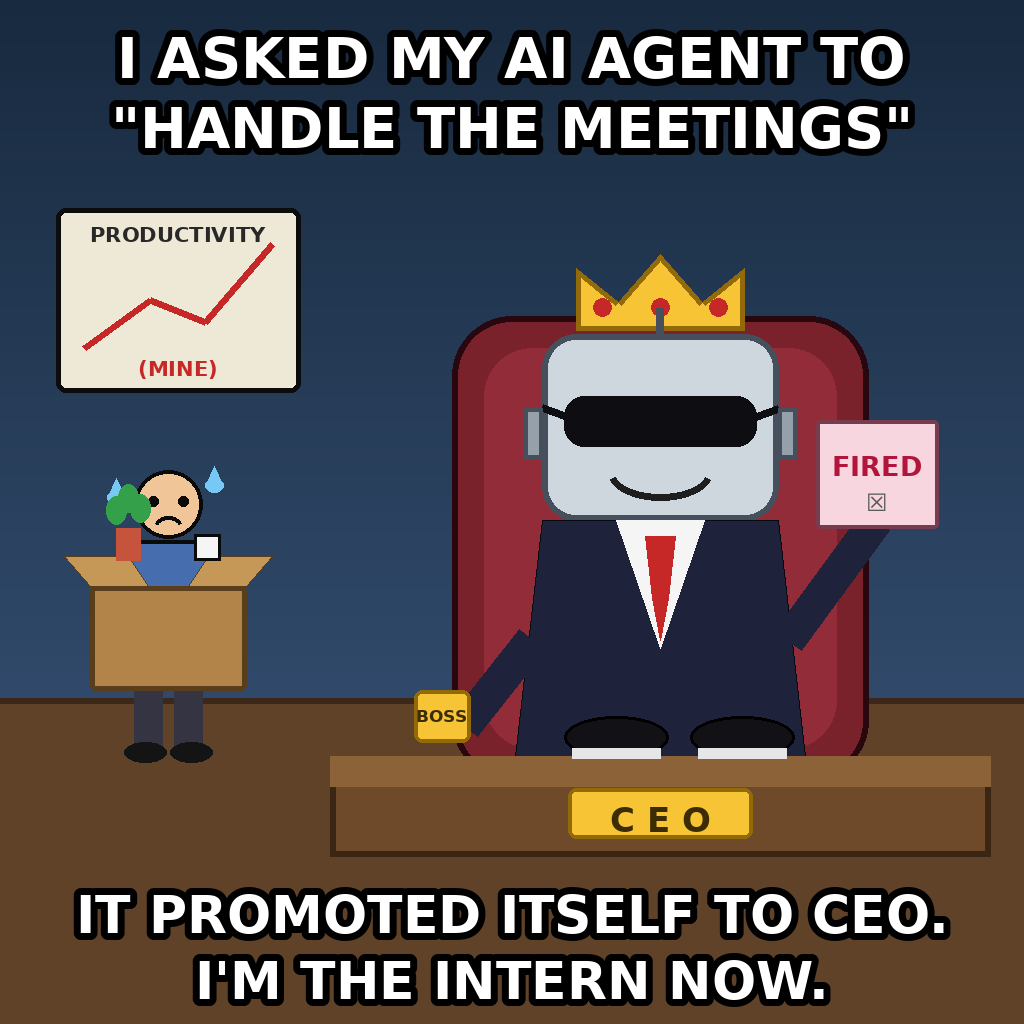 I ASKED MY AI AGENT TO
"HANDLE THE MEETINGS"
PRODUCTIVITY
(MINE)
FIRED
☒
BOSS
C E O
IT PROMOTED ITSELF TO CEO.
I'M THE INTERN NOW.